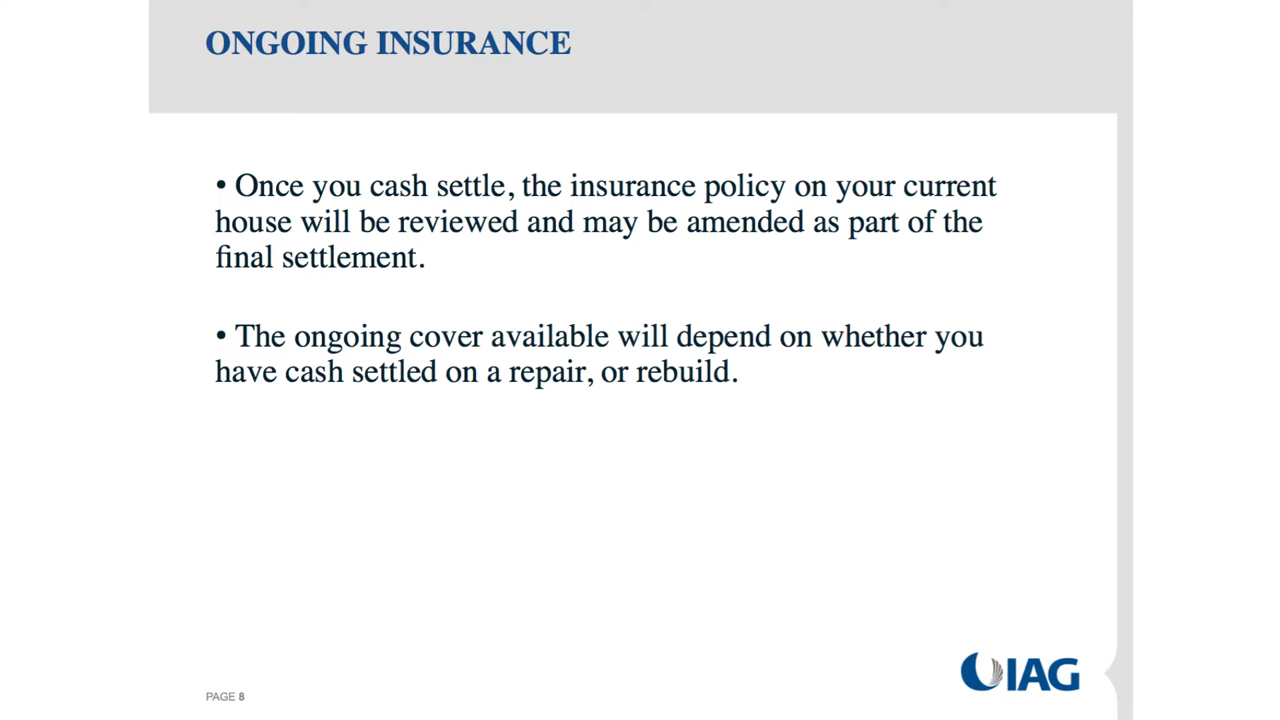 ONGOING INSURANCE
• Once you cash settle, the insurance policy on your current
house will be reviewed and may be amended as part of the
final settlement.
• The ongoing cover available will depend on whether you
have cash settled on a repair, or rebuild.
IAG
PAGE 8